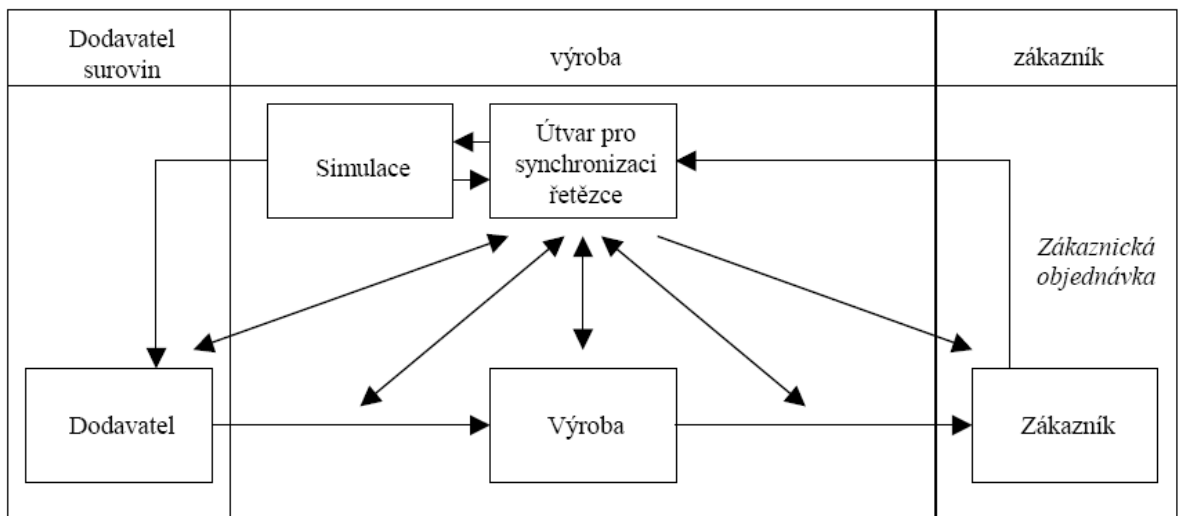 Dodavatel
surovin
výroba
zákazník
Simulace
Útvar pro
synchronizaci
řetězce
Zákaznická
objednávka
Dodavatel
Výroba
Zákazník